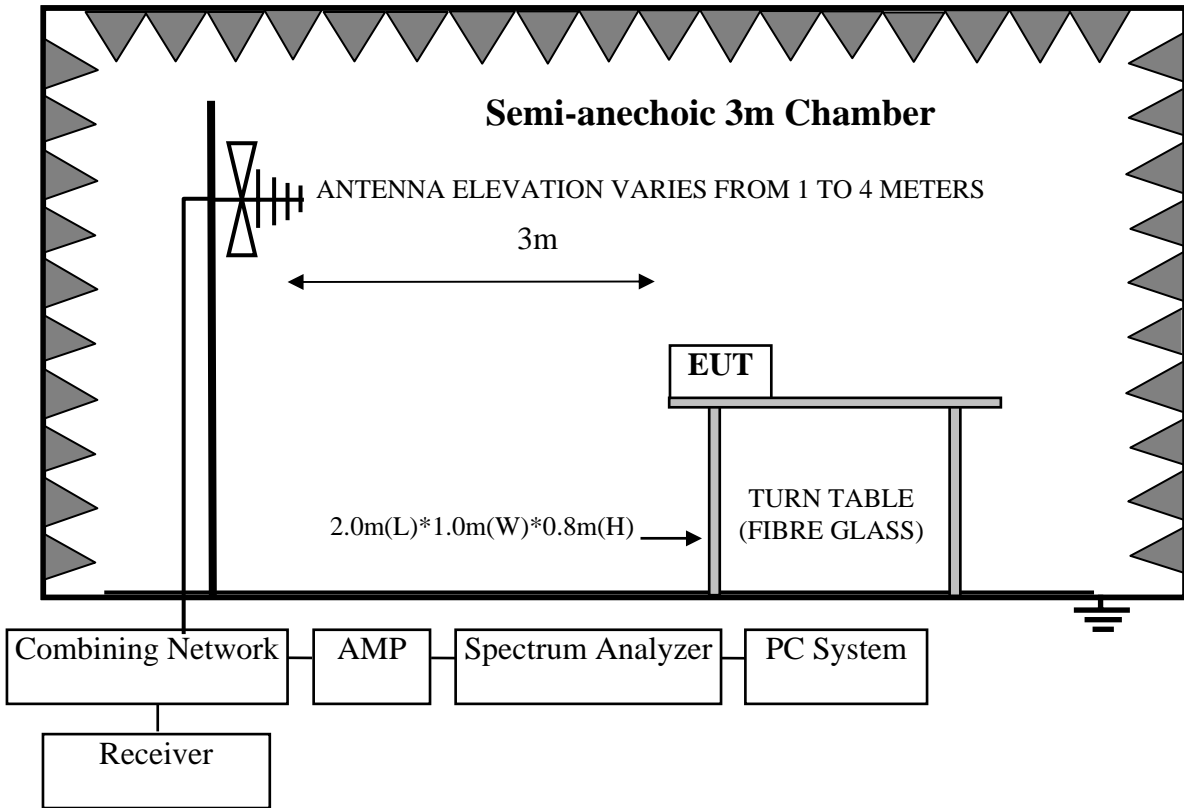 Semi-anechoic 3m Chamber
ANTENNA ELEVATION VARIES FROM 1 TO 4 METERS
3m
EUT
TURN TABLE
(FIBRE GLASS)
2.0m(L)*1.0m(W)*0.8m(H)
Combining Network
AMP
Spectrum Analyzer
PC System
Receiver